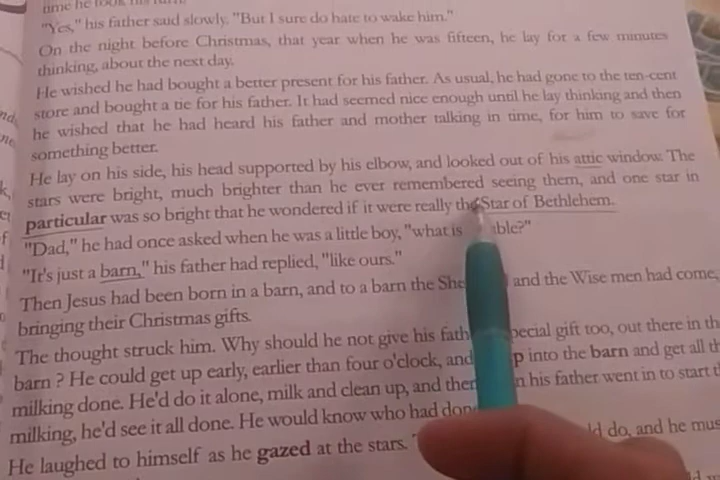 time he took his
"Yes," his father said slowly. "But I sure do hate to wake him."
On the night before Christmas, that year when he was fifteen, he lay for a few minutes
thinking, about the next day.
He wished he had bought a better present for his father. As usual, he had gone to the ten-cent
store and bought a tie for his father. It had seemed nice enough until he lay thinking and then
he wished that he had heard his father and mother talking in time, for him to save for
something better.
He lay on his side, his head supported by his elbow, and looked out of his attic window. The
stars were bright, much brighter than he ever remembered seeing them, and one star in
particular was so bright that he wondered if it were really the Star of Bethlehem.
"Dad," he had once asked when he was a little boy, "what is able?"
"It's just a barn," his father had replied, "like ours."
Then Jesus had been born in a barn, and to a barn the She and the Wise men had come,
bringing their Christmas gifts.
The thought struck him. Why should he not give his fath pecial gift too, out there in th
barn ? He could get up early, earlier than four o'clock, and p into the barn and get all th
milking done. He'd do it alone, milk and clean up, and then n his father went in to start t
milking, he'd see it all done. He would know who had don
He laughed to himself as he gazed at the stars. ld do, and he mus